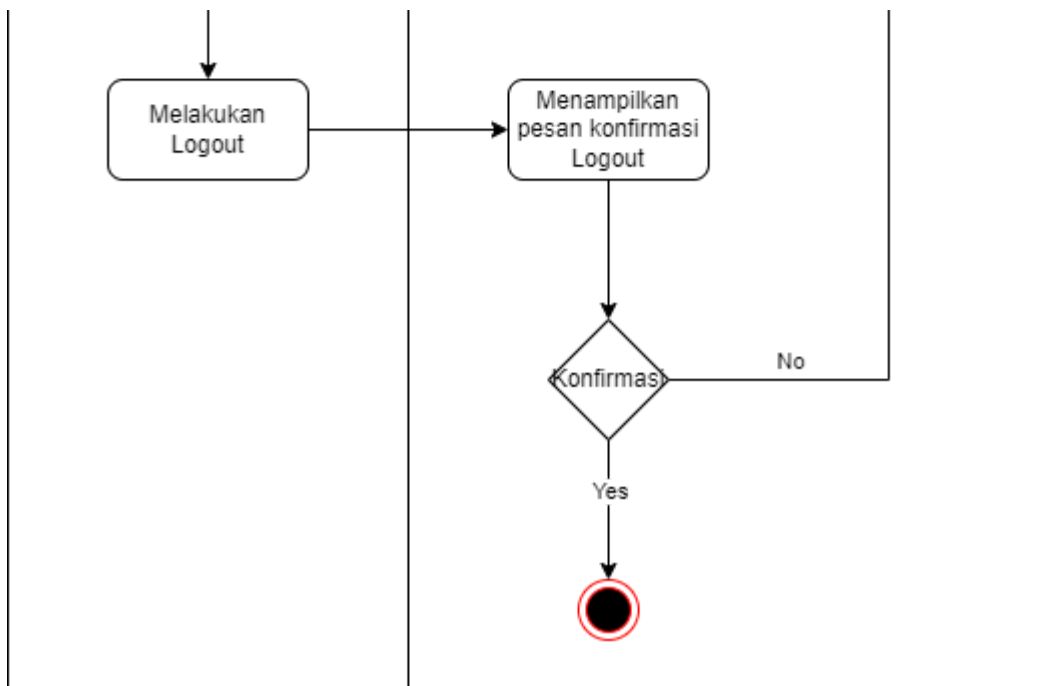 Melakukan
Logout
Menampilkan
pesan konfirmasi
Logout
Konfirmasi
No
Yes